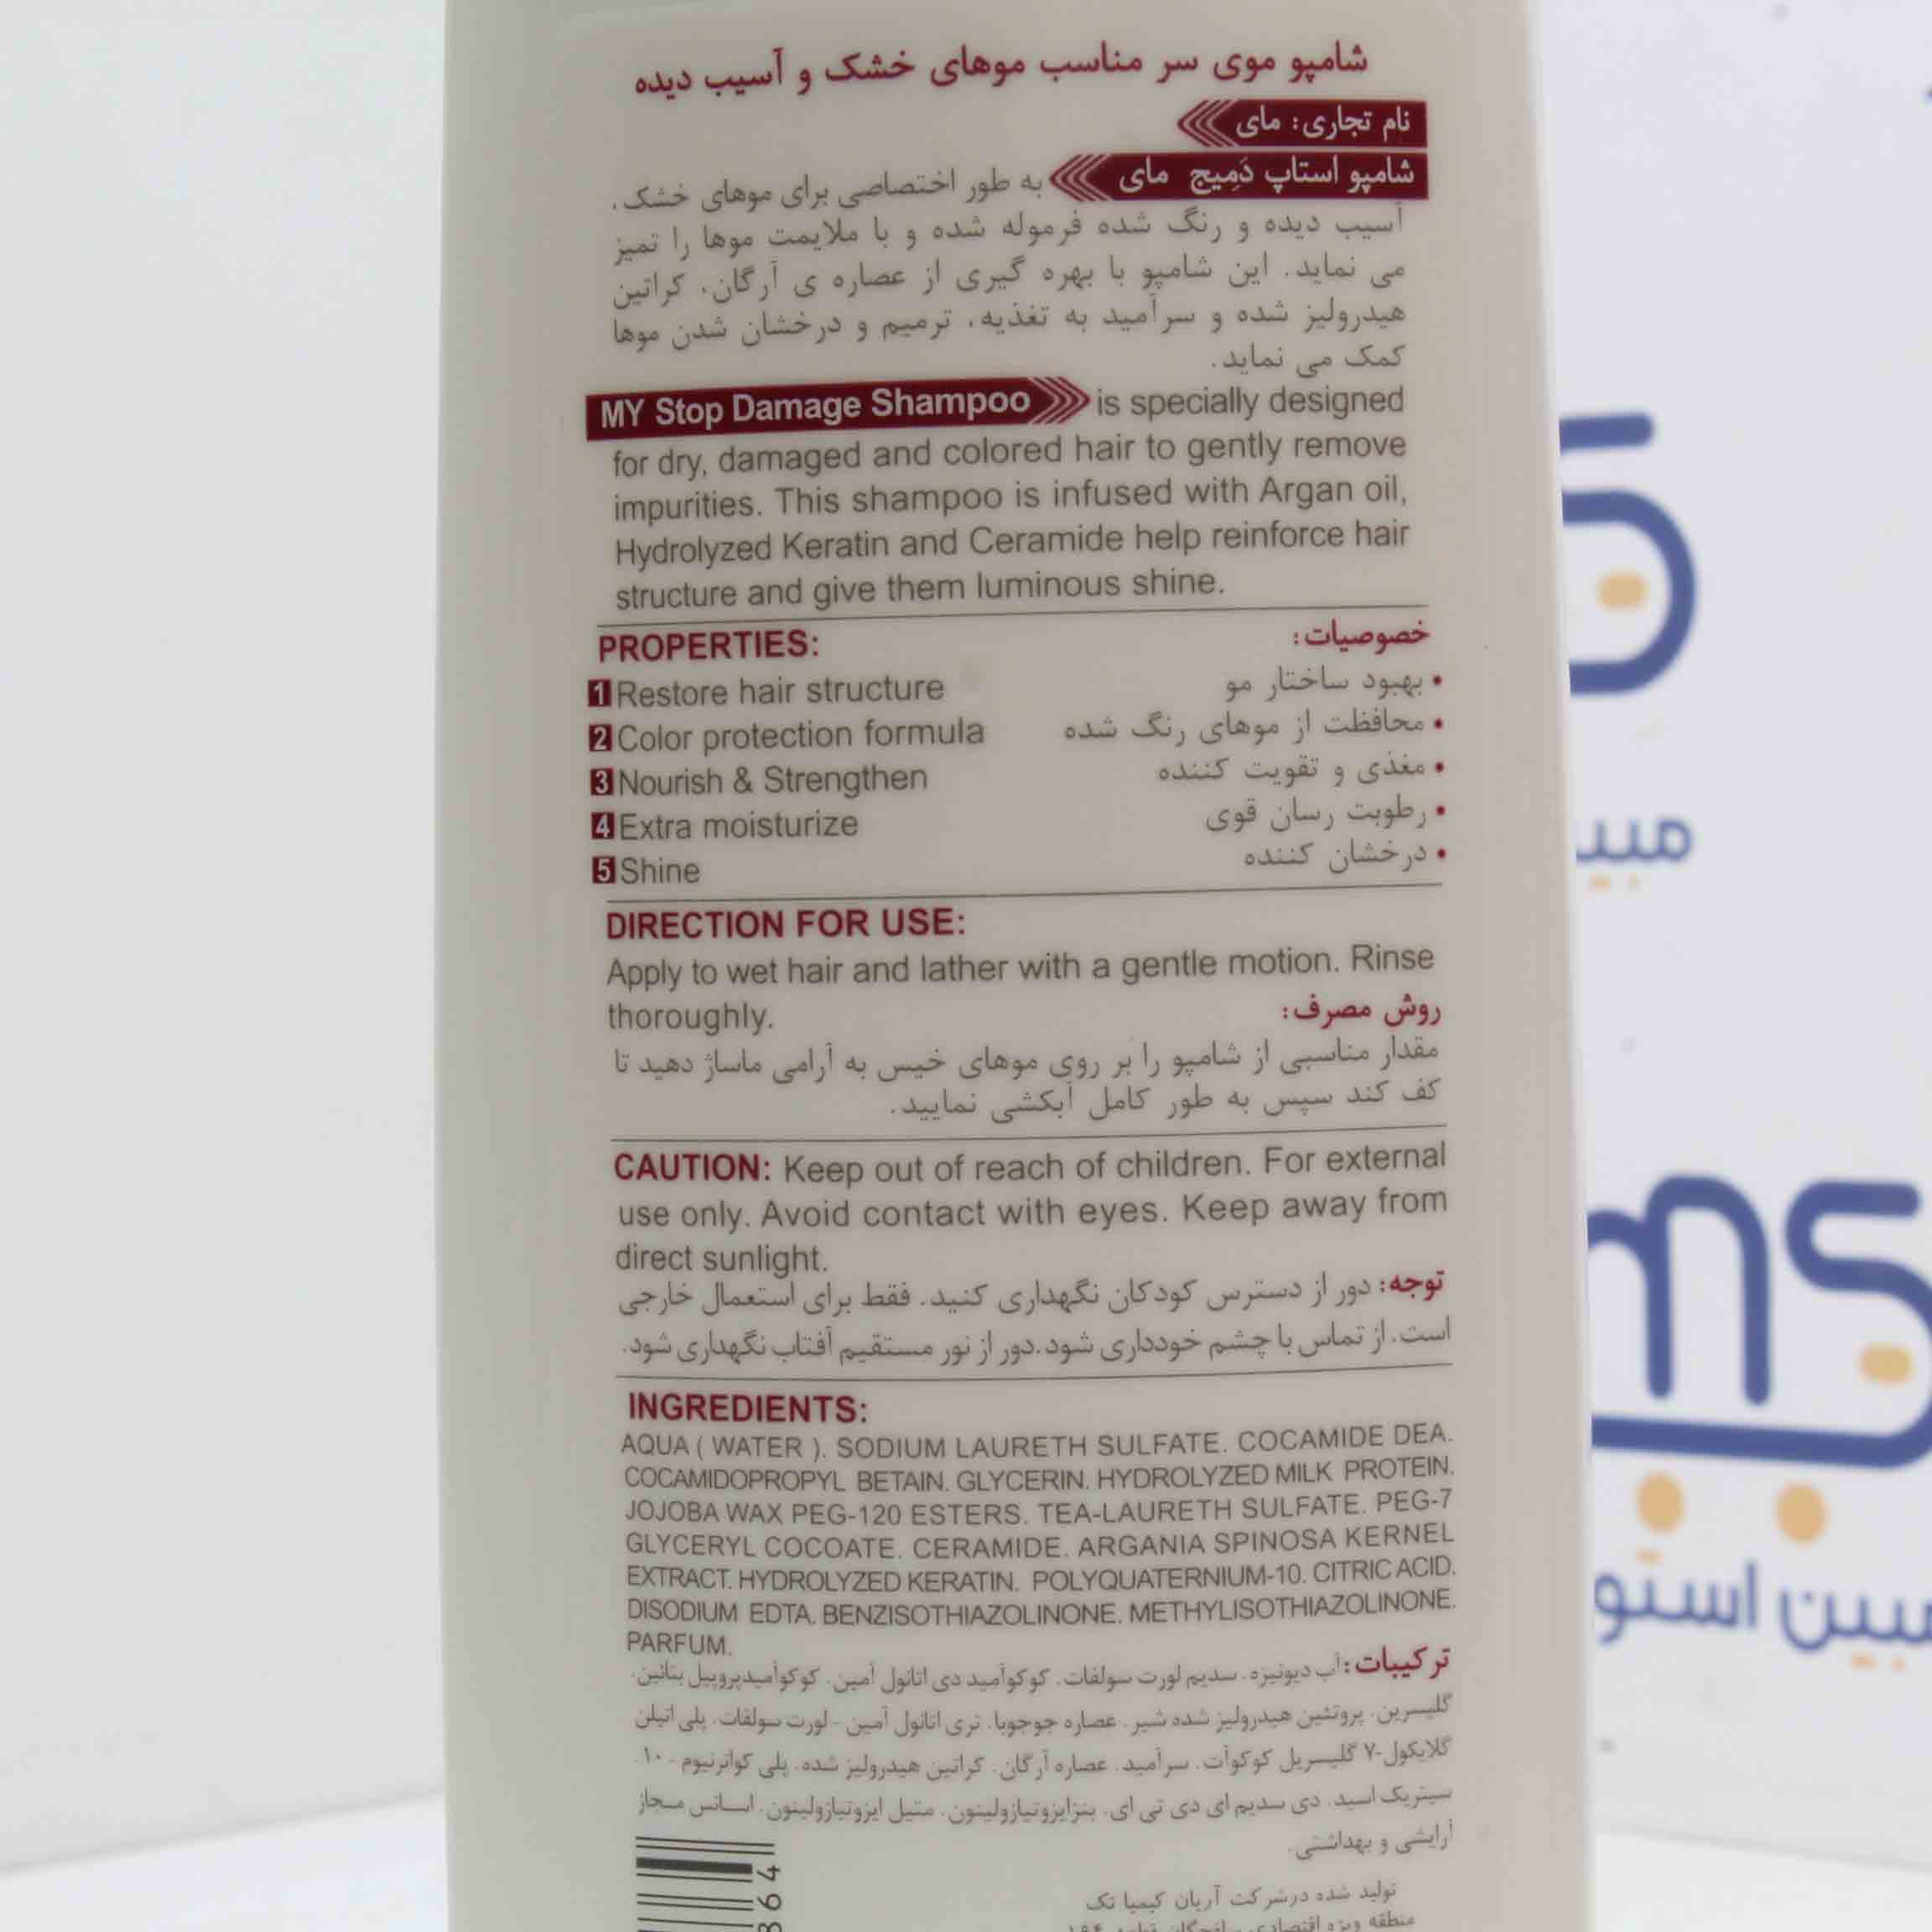 شامپو موی سر مناسب موهای خشک و آسیب دیده
نام تجاری: مای
شامپو استاپ دَمِیج مای به طور اختصاصی برای موهای خشک،
آسیب دیده و رنگ شده فرموله شده و با ملایمت موها را تمیز
می نماید. این شامپو با بهره گیری از عصاره ی آرگان، کراتین
هیدرولیز شده و سرآمید به تغذیه، ترمیم و درخشان شدن موها
کمک می نماید.
MY Stop Damage Shampoo is specially designed
for dry, damaged and colored hair to gently remove
impurities. This shampoo is infused with Argan oil,
Hydrolyzed Keratin and Ceramide help reinforce hair
structure and give them luminous shine.
PROPERTIES:
1 Restore hair structure
2 Color protection formula
3 Nourish & Strengthen
4 Extra moisturize
5 Shine
خصوصیات:
• بهبود ساختار مو
• محافظت از موهای رنگ شده
• مغذی و تقویت کننده
• رطوبت رسان قوی
• درخشان کننده
DIRECTION FOR USE:
Apply to wet hair and lather with a gentle motion. Rinse
thoroughly.
روش مصرف:
مقدار مناسبی از شامپو را بر روی موهای خیس به آرامی ماساژ دهید تا
کف کند سپس به طور کامل آبکشی نمایید.
CAUTION: Keep out of reach of children. For external
use only. Avoid contact with eyes. Keep away from
direct sunlight.
توجه: دور از دسترس کودکان نگهداری کنید. فقط برای استعمال خارجی
است. از تماس با چشم خودداری شود. دور از نور مستقیم آفتاب نگهداری شود.
INGREDIENTS:
AQUA ( WATER ). SODIUM LAURETH SULFATE. COCAMIDE DEA.
COCAMIDOPROPYL BETAIN. GLYCERIN. HYDROLYZED MILK PROTEIN.
JOJOBA WAX PEG-120 ESTERS. TEA-LAURETH SULFATE. PEG-7
GLYCERYL COCOATE. CERAMIDE. ARGANIA SPINOSA KERNEL
EXTRACT. HYDROLYZED KERATIN. POLYQUATERNIUM-10. CITRIC ACID.
DISODIUM EDTA. BENZISOTHIAZOLINONE. METHYLISOTHIAZOLINONE.
PARFUM.
ترکیبات: آب دیونیزه. سدیم لورت سولفات. کوکوآمید دی اتانول آمین. کوکوآمیدپروپیل بتائین.
گلیسرین. پروتئین هیدرولیز شده شیر. عصاره جوجوبا. تری اتانول آمین - لورت سولفات. پلی اتیلن
گلایکول-۷ گلیسریل کوکوآت. سرآمید. عصاره آرگان. کراتین هیدرولیز شده. پلی کواترنیوم - ۱۰.
سیتریک اسید. دی سدیم ای دی تی ای. بنزایزوتیازولینون. متیل ایزوتیازولینون. اسانس مجاز
آرایشی و بهداشتی.
تولید شده در شرکت آریان کیمیا تک
منطقه ویژه اقتصادی
864
ms